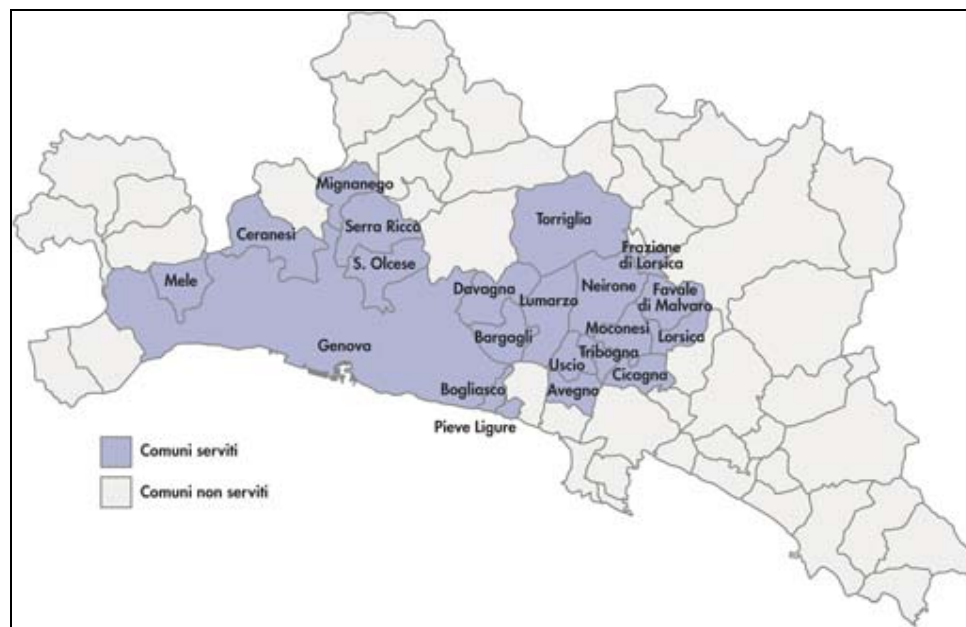 Mignanego
Serra Riccò
Ceranesi
S. Olcese
Mele
Torriglia
Frazione
di Lorsica
Davagna
Lumarzo
Neirone
Favale
di Malvaro
Bargagli
Moconesi
Lorsica
Tribogna
Genova
Uscio
Cicagna
Bogliasco
Avegno
Pieve Ligure
Comuni serviti
Comuni non serviti